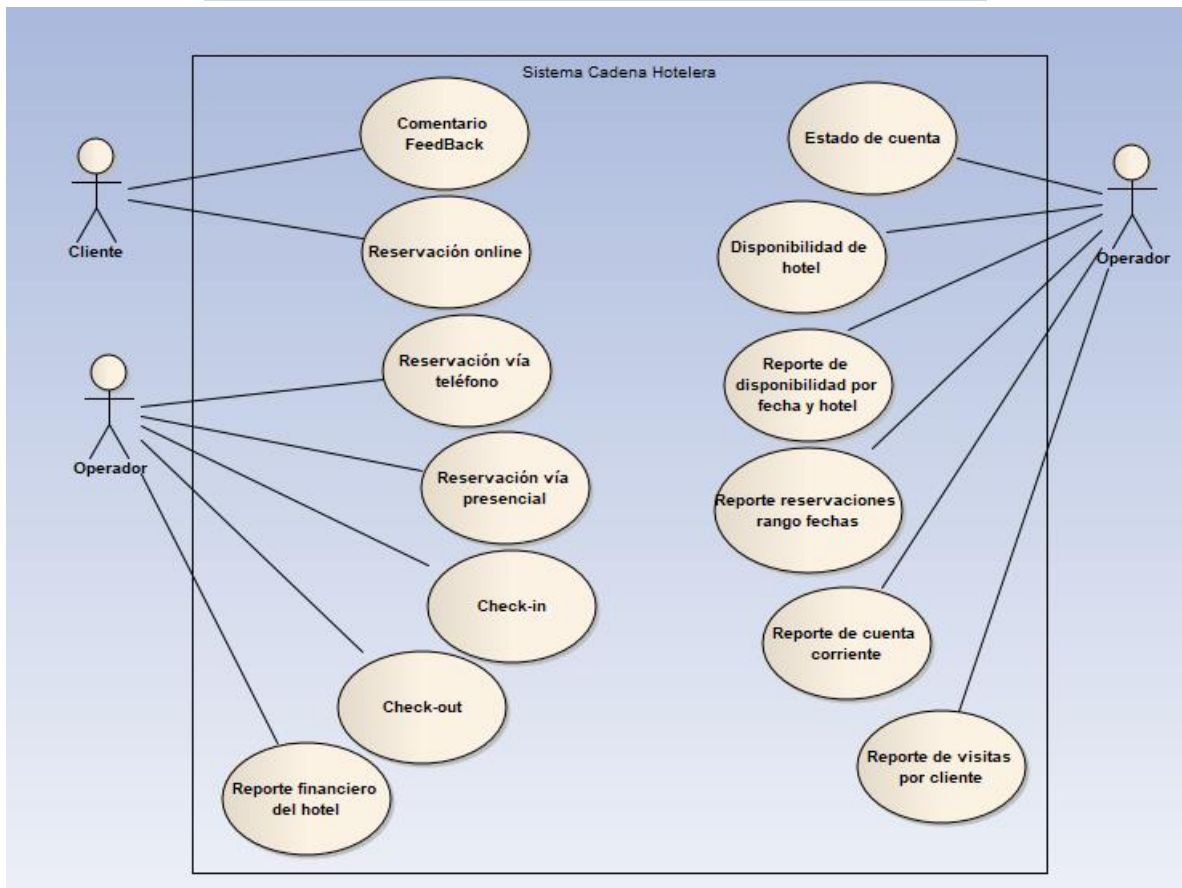 Sistema Cadena Hotelera
Comentario
FeedBack
Reservación online
Cliente
Reservación vía
teléfono
Reservación vía
presencial
Operador
Check-in
Check-out
Reporte financiero
del hotel
Estado de cuenta
Disponibilidad de
hotel
Operador
Reporte de
disponibilidad por
fecha y hotel
Reporte reservaciones
rango fechas
Reporte de cuenta
corriente
Reporte de visitas
por cliente